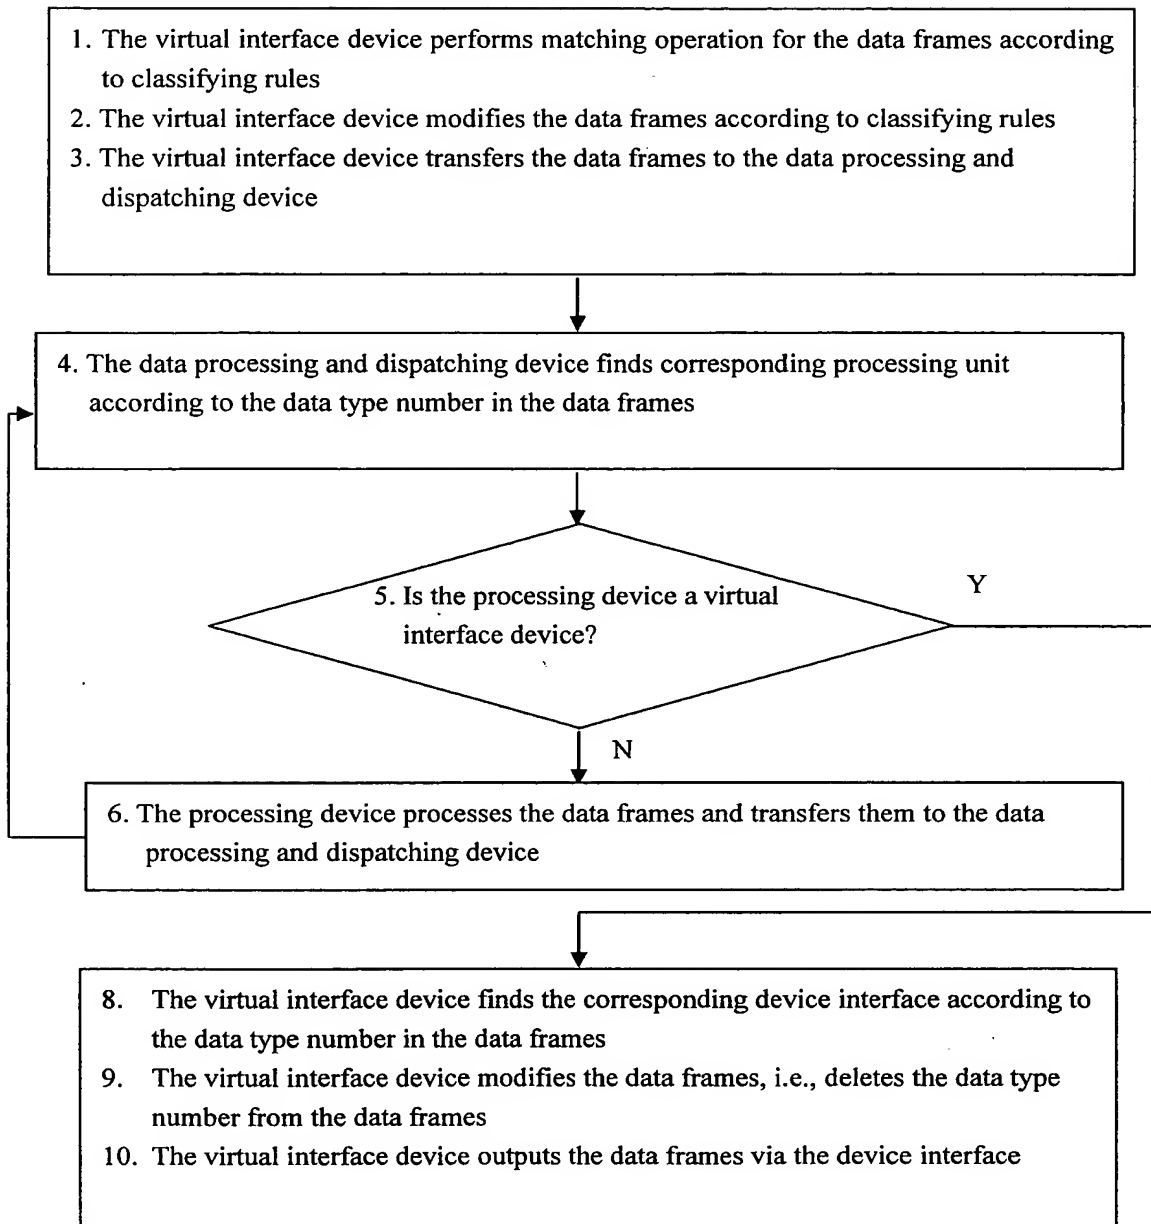 1. The virtual interface device performs matching operation for the data frames according
to classifying rules
2. The virtual interface device modifies the data frames according to classifying rules
3. The virtual interface device transfers the data frames to the data processing and
dispatching device
4. The data processing and dispatching device finds corresponding processing unit
according to the data type number in the data frames
5. Is the processing device a virtual
interface device?
Y
N
6. The processing device processes the data frames and transfers them to the data
processing and dispatching device
8. The virtual interface device finds the corresponding device interface according to
the data type number in the data frames
9. The virtual interface device modifies the data frames, i.e., deletes the data type
number from the data frames
10. The virtual interface device outputs the data frames via the device interface